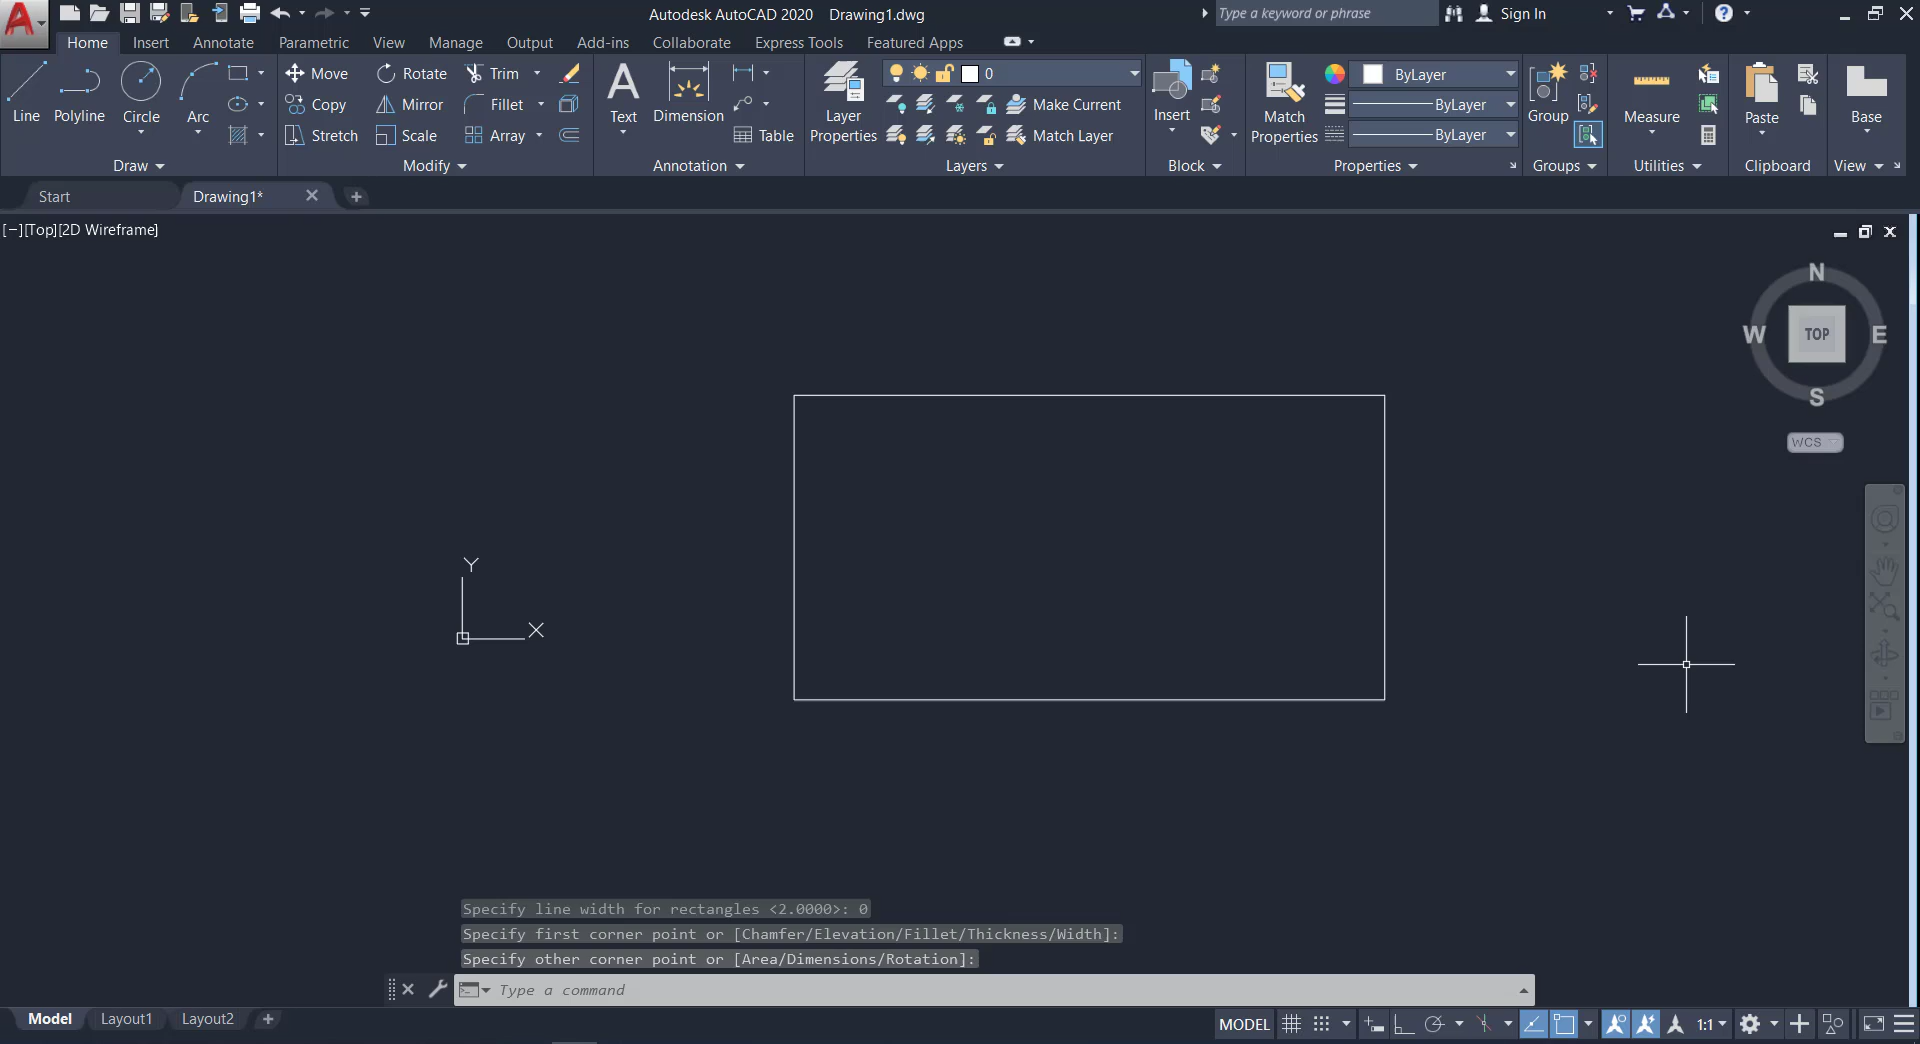 Autodesk AutoCAD 2020 Drawing1.dwg
Type a keyword or phrase
Sign In
Home Insert Annotate Parametric View Manage Output Add-ins Collaborate Express Tools Featured Apps
Line Polyline Circle Arc
Draw
Move Rotate Trim
Copy Mirror Fillet
Stretch Scale Array
Modify
Text Dimension
Table
Annotation
Layer
Properties
0
Make Current
Match Layer
Layers
Insert
Block
Match
Properties
ByLayer
ByLayer
ByLayer
Properties
Group
Groups
Measure
Utilities
Paste
Clipboard
Base
View
Start Drawing1*
[−][Top][2D Wireframe]
N
W TOP E
S
WCS
Y
X
Specify line width for rectangles <2.0000>: 0
Specify first corner point or [Chamfer/Elevation/Fillet/Thickness/Width]:
Specify other corner point or [Area/Dimensions/Rotation]:
Type a command
Model Layout1 Layout2
MODEL
1:1